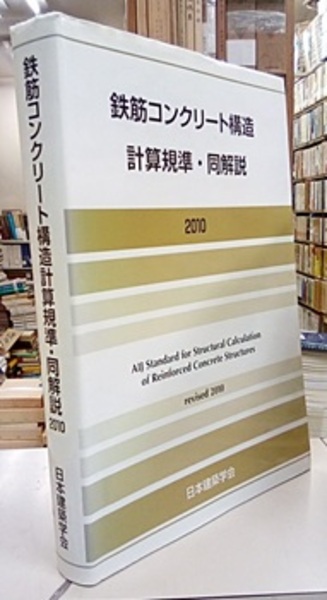 鉄筋コンクリート構造
計算規準・同解説
2010
AIJ Standard for Structural Calculation
of Reinforced Concrete Structures
revised 2010
日本建築学会
鉄筋コンクリート構造計算規準・同解説 2010
日本建築学会